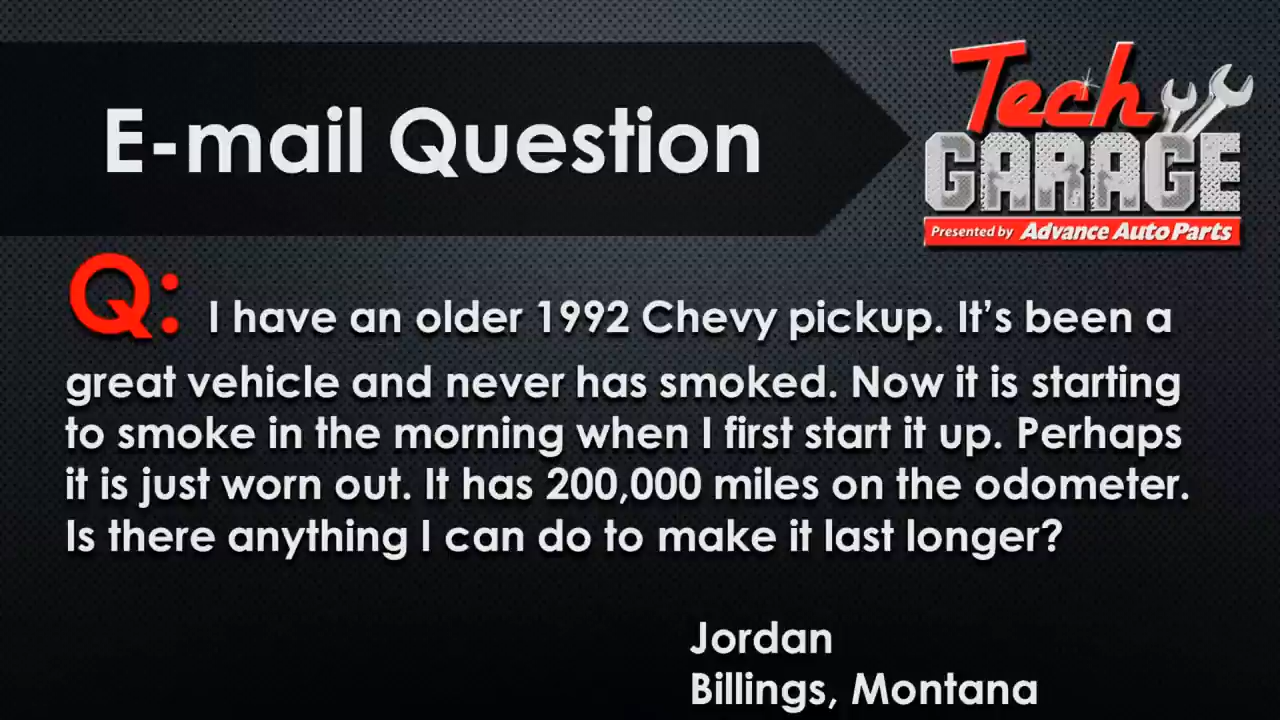 E-mail Question
Tech
GARAGE
Presented by Advance Auto Parts
Q: I have an older 1992 Chevy pickup. It’s been a
great vehicle and never has smoked. Now it is starting
to smoke in the morning when I first start it up. Perhaps
it is just worn out. It has 200,000 miles on the odometer.
Is there anything I can do to make it last longer?
Jordan
Billings, Montana